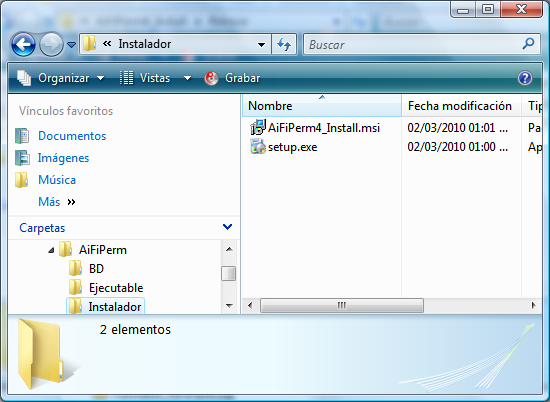 Instalador
Buscar
Organizar Vistas Grabar
Vínculos favoritos
Documentos
Imágenes
Música
Más »
Carpetas
AiFiPerm
BD
Ejecutable
Instalador
Nombre Fecha modificación Tip
AiFiPerm4_Install.msi 02/03/2010 01:01 ... Pa
setup.exe 02/03/2010 01:00 ... Ap
2 elementos